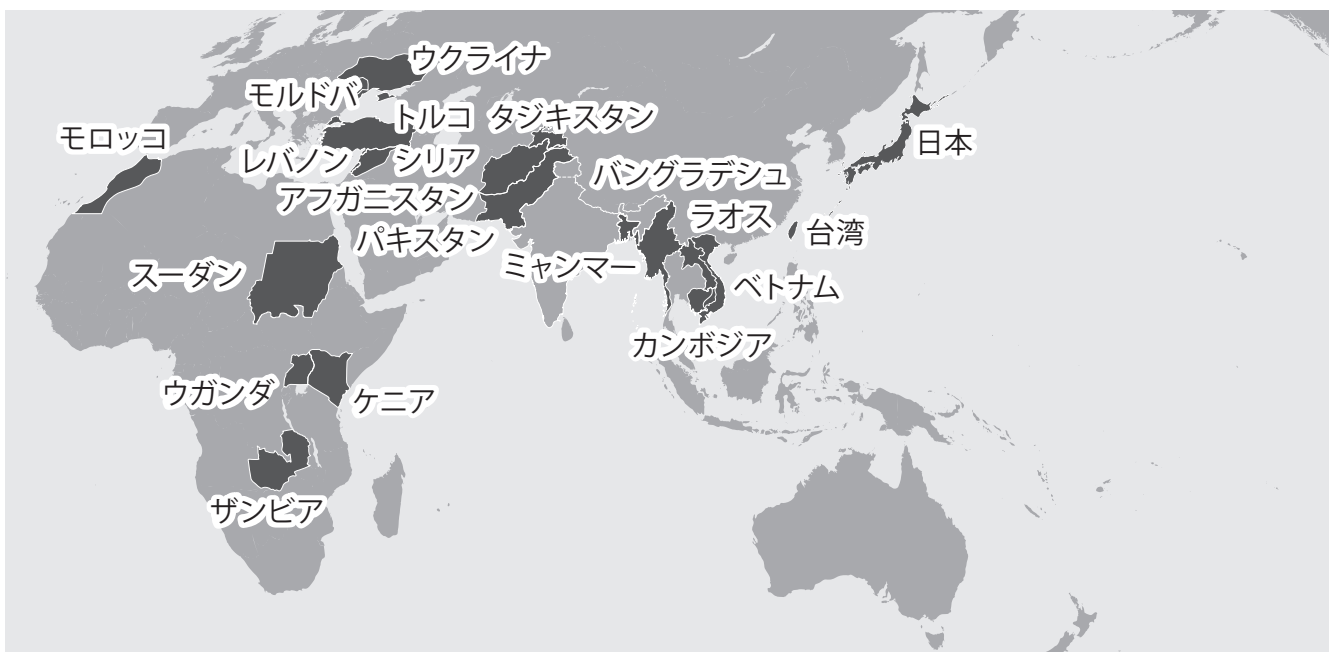 ウクライナ
モルドバ
トルコ
タジキスタン
モロッコ
日本
レバノン
シリア
バングラデシュ
アフガニスタン
ラオス
パキスタン
台湾
スーダン
ミャンマー
ベトナム
カンボジア
ウガンダ
ケニア
ザンビア